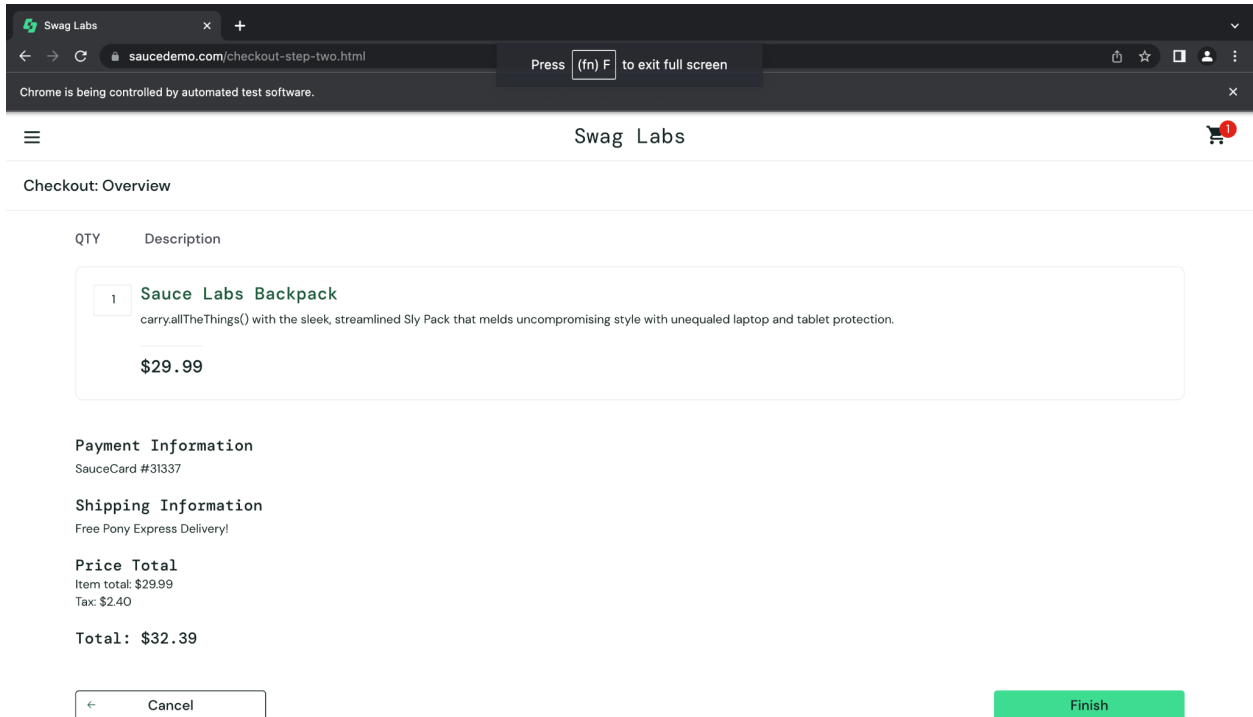 Swag Labs
saucedemo.com/checkout-step-two.html
Press (fn) F to exit full screen
Chrome is being controlled by automated test software.
Swag Labs
1
Checkout: Overview
QTY Description
1 Sauce Labs Backpack
carry.allTheThings() with the sleek, streamlined Sly Pack that melds uncompromising style with unequaled laptop and tablet protection.
$29.99
Payment Information
SauceCard #31337
Shipping Information
Free Pony Express Delivery!
Price Total
Item total: $29.99
Tax: $2.40
Total: $32.39
Cancel
Finish